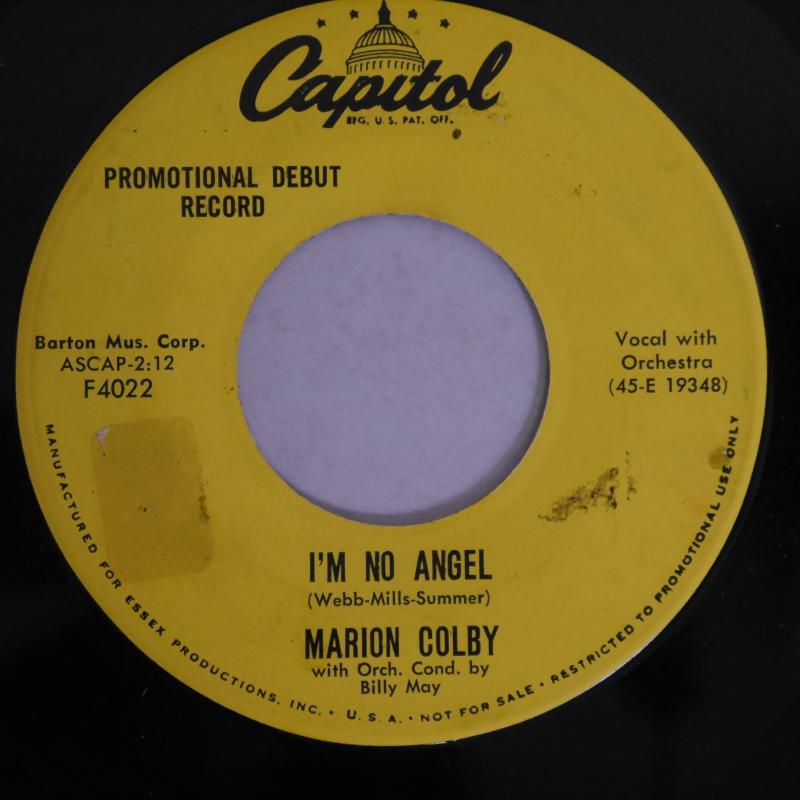 Capitol
REG. U.S. PAT. OFF.
PROMOTIONAL DEBUT
RECORD
Barton Mus. Corp.
ASCAP-2:12
F4022
Vocal with
Orchestra
(45-E 19348)
I'M NO ANGEL
(Webb-Mills-Summer)
MARION COLBY
with Orch. Cond. by
Billy May
MANUFACTURED FOR ESSEX PRODUCTIONS, INC. • U.S.A. • NOT FOR SALE • RESTRICTED TO PROMOTIONAL USE ONLY